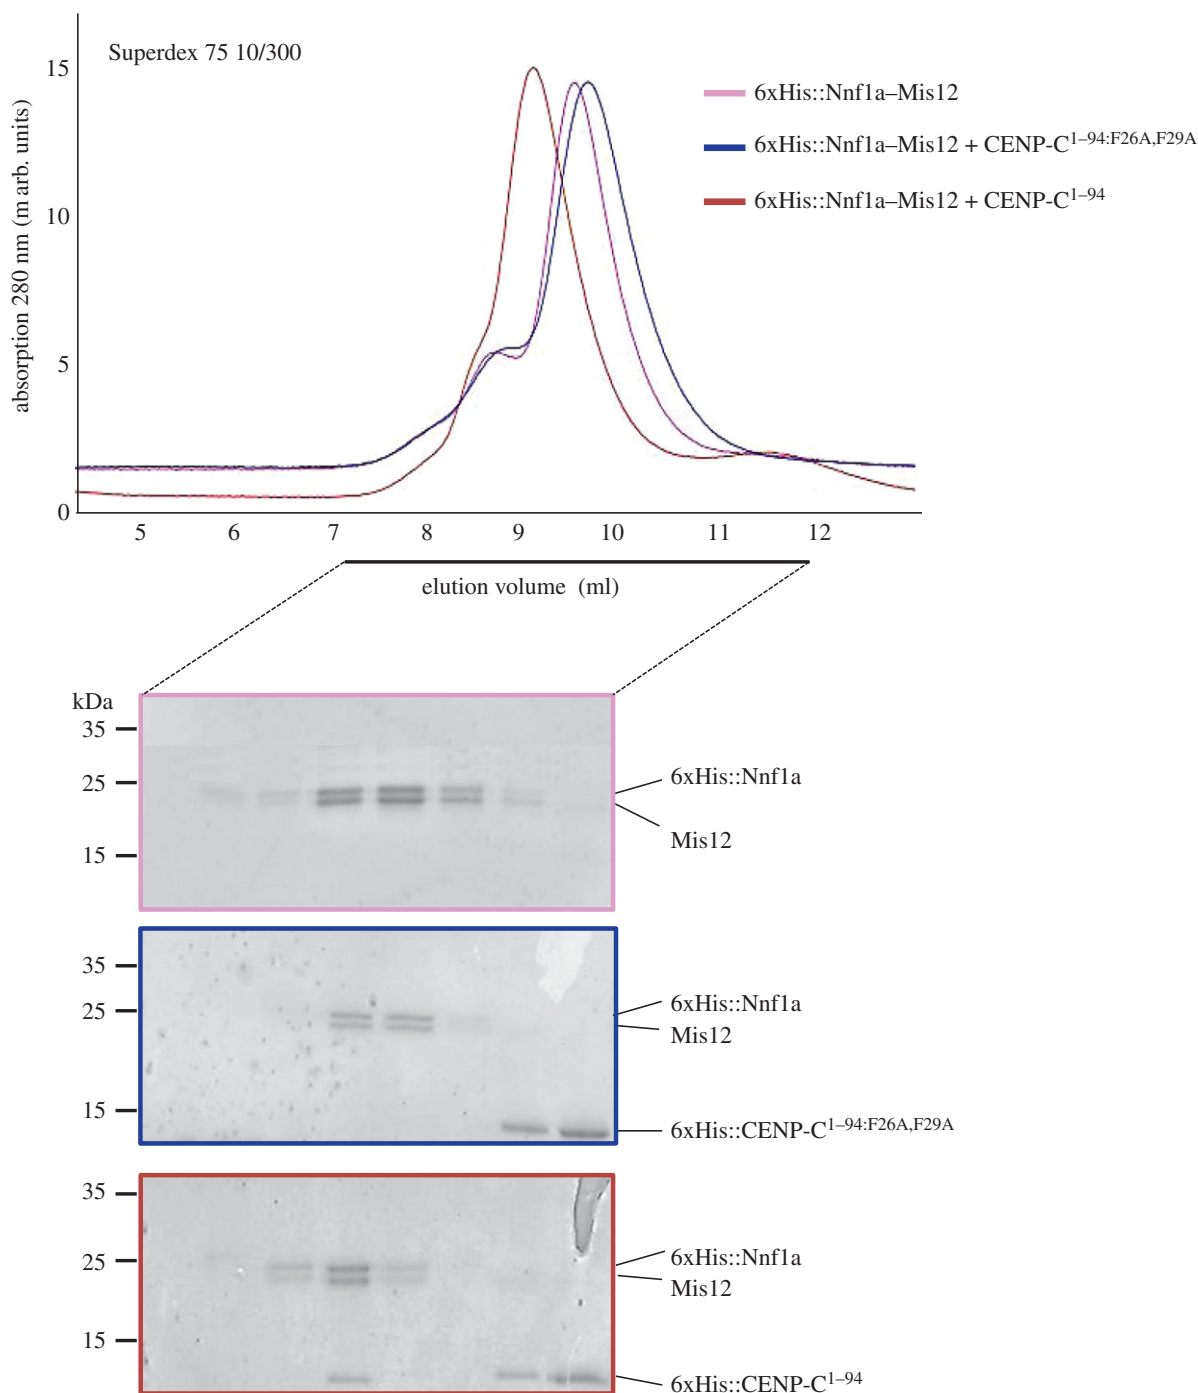 Superdex 75 10/300
15
10
5
0
absorption 280 nm (m arb. units)
6xHis::Nnf1a–Mis12
6xHis::Nnf1a–Mis12 + CENP-C1–94:F26A,F29A
6xHis::Nnf1a–Mis12 + CENP-C1–94
5 6 7 8 9 10 11 12
elution volume (ml)
kDa
35
25
15
6xHis::Nnf1a
Mis12
35
25
15
6xHis::Nnf1a
Mis12
6xHis::CENP-C1–94:F26A,F29A
35
25
15
6xHis::Nnf1a
Mis12
6xHis::CENP-C1–94